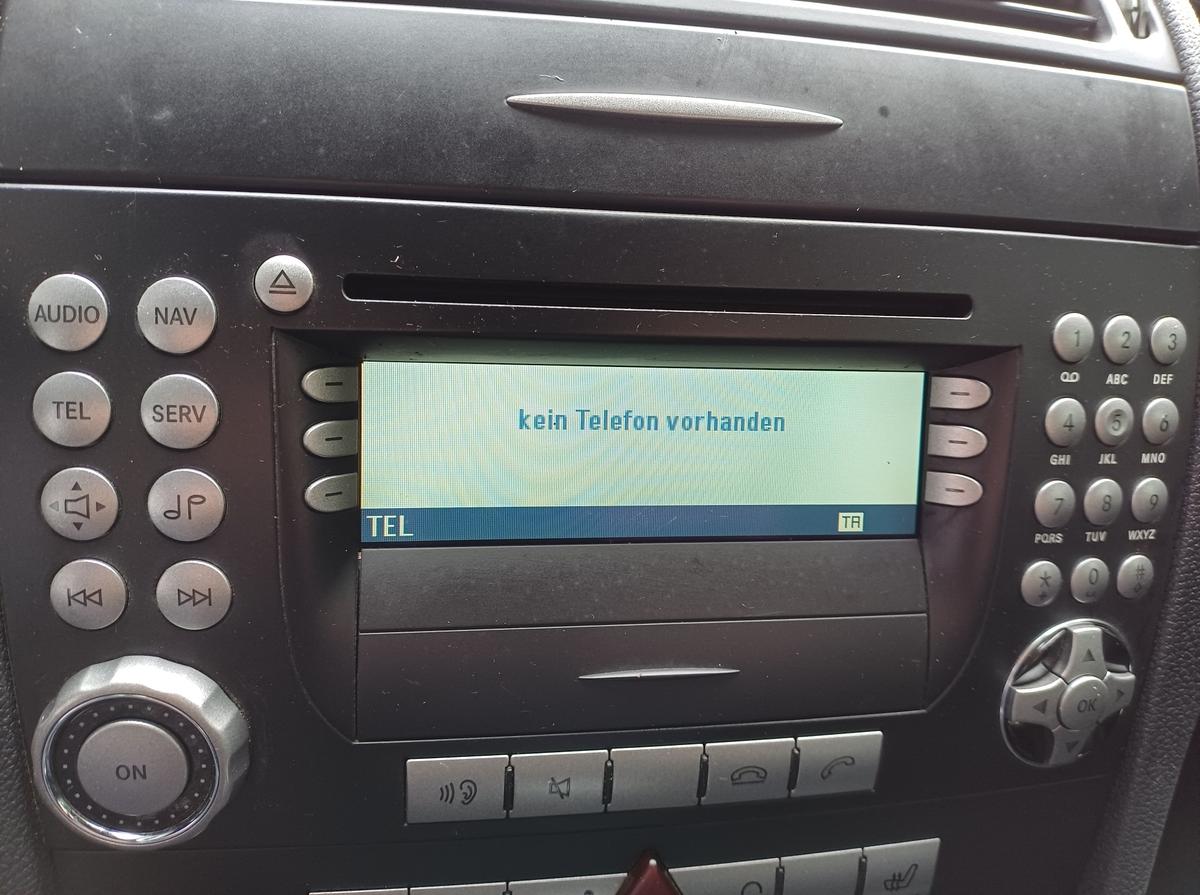 AUDIO
NAV
TEL
SERV
ON
kein Telefon vorhanden
TEL
TA
1 2 3
ABC DEF
4 5 6
GHI JKL MNO
7 8 9
PQRS TUV WXYZ
* 0 #
OK